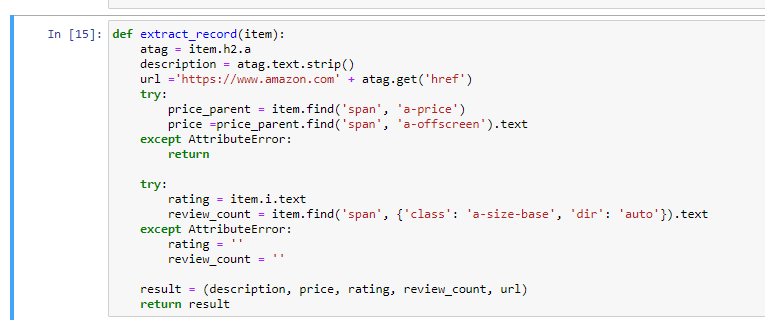 In [15]: def extract_record(item):
    atag = item.h2.a
    description = atag.text.strip()
    url ='https://www.amazon.com' + atag.get('href')
    try:
        price_parent = item.find('span', 'a-price')
        price =price_parent.find('span', 'a-offscreen').text
    except AttributeError:
        return

    try:
        rating = item.i.text
        review_count = item.find('span', {'class': 'a-size-base', 'dir': 'auto'}).text
    except AttributeError:
        rating = ''
        review_count = ''

    result = (description, price, rating, review_count, url)
    return result